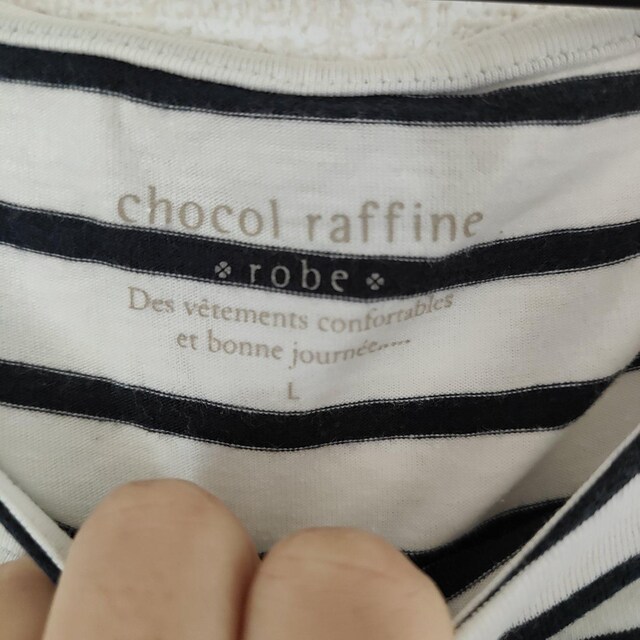 chocol raffine
robe
Des vêtements confortables
et bonne journée....
L